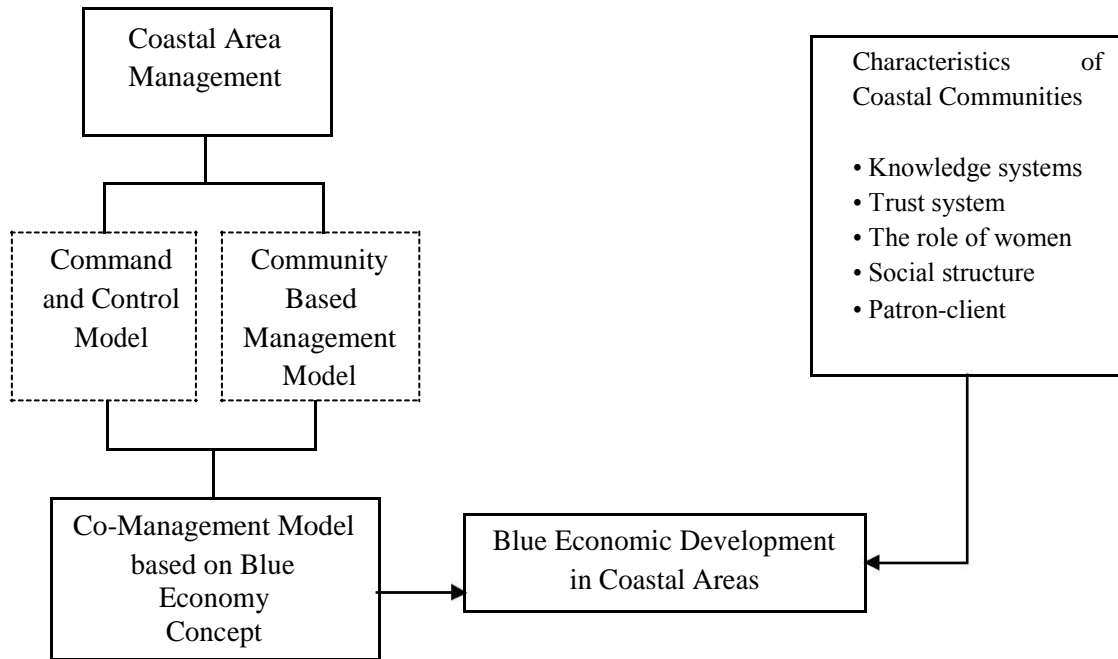 Coastal Area
Management
Characteristics of
Coastal Communities
• Knowledge systems
• Trust system
• The role of women
• Social structure
• Patron-client
Command
and Control
Model
Community
Based
Management
Model
Co-Management Model
based on Blue
Economy
Concept
Blue Economic Development
in Coastal Areas